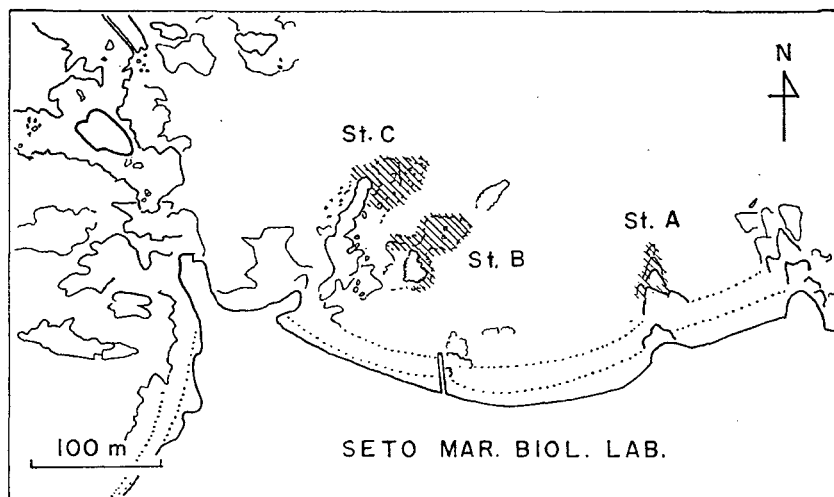 N
St. C
St. A
St. B
100 m
SETO MAR. BIOL. LAB.